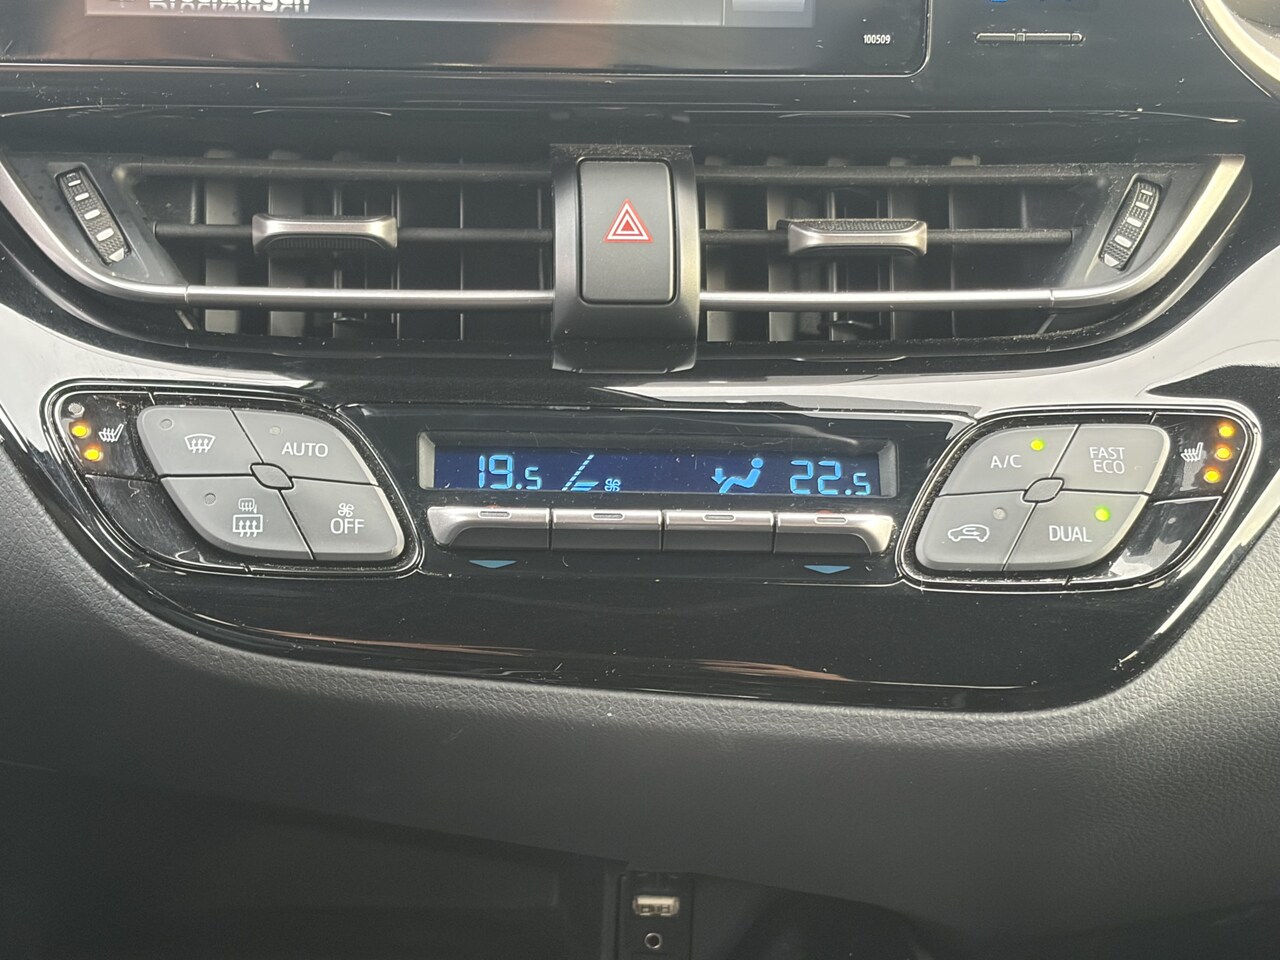 100509
AUTO
OFF
19.5
22.5
A/C
FAST
ECO
DUAL